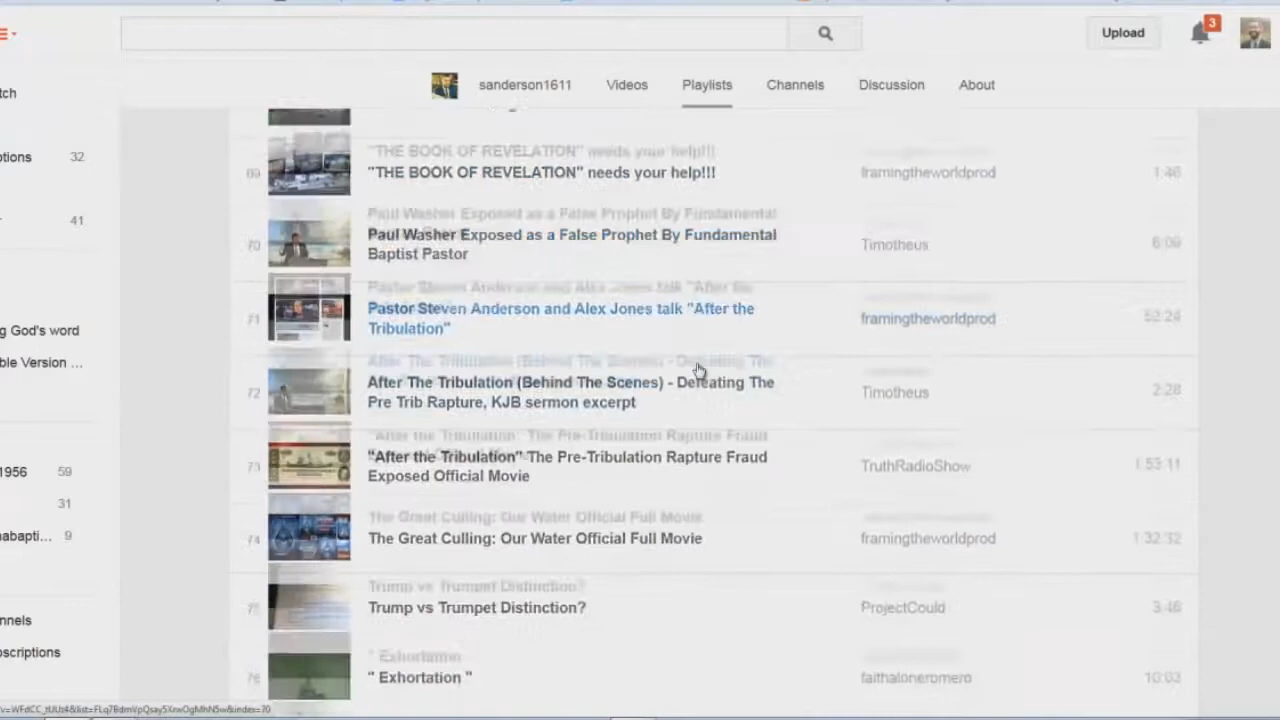 Upload
3
tch
sanderson1611 Videos Playlists Channels Discussion About
ptions 32
69 "THE BOOK OF REVELATION" needs your help!!! framingtheworldprod 1:46
41
70 Paul Washer Exposed as a False Prophet By Fundamental
Baptist Pastor Timotheus 6:09
71 Pastor Steven Anderson and Alex Jones talk "After the
Tribulation" framingtheworldprod 52:24
g God's word
ble Version ...
72 After The Tribulation (Behind The Scenes) - Defeating The
Pre Trib Rapture, KJB sermon excerpt Timotheus 2:28
73 "After the Tribulation" The Pre-Tribulation Rapture Fraud
Exposed Official Movie TruthRadioShow 1:53:11
1956 59
31
nabapti... 9
74 The Great Culling: Our Water Official Full Movie framingtheworldprod 1:32:32
75 Trump vs Trumpet Distinction? ProjectCould 3:46
nnels
bscriptions
76 " Exhortation " faithaloneromero 10:03